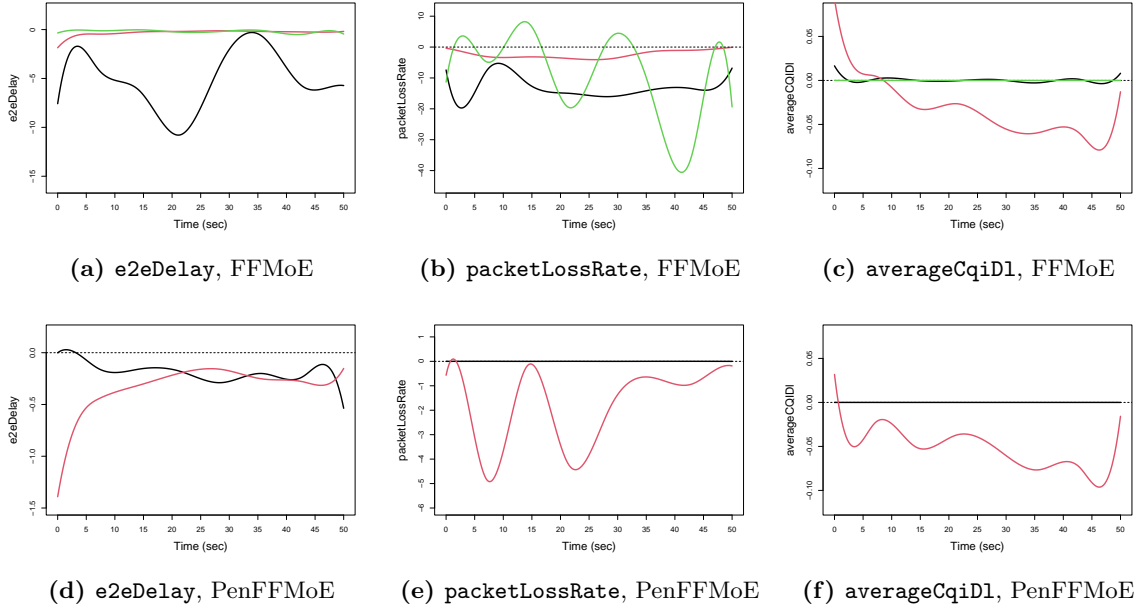 e2eDelay
0
-5
-10
-15
0 5 10 15 20 25 30 35 40 45 50
Time (sec)
(a) e2eDelay, FFMoE
packetLossRate
10
0
-10
-20
-30
-40
0 5 10 15 20 25 30 35 40 45 50
Time (sec)
(b) packetLossRate, FFMoE
averageCQIDl
0.05
0.00
-0.05
-0.10
0 5 10 15 20 25 30 35 40 45 50
Time (sec)
(c) averageCqiDl, FFMoE
e2eDelay
0.0
-0.5
-1.0
-1.5
0 5 10 15 20 25 30 35 40 45 50
Time (sec)
(d) e2eDelay, PenFFMoE
packetLossRate
1
0
-1
-2
-3
-4
-5
-6
0 5 10 15 20 25 30 35 40 45 50
Time (sec)
(e) packetLossRate, PenFFMoE
averageCQIDl
0.05
0.00
-0.05
-0.10
0 5 10 15 20 25 30 35 40 45 50
Time (sec)
(f) averageCqiDl, PenFFMoE